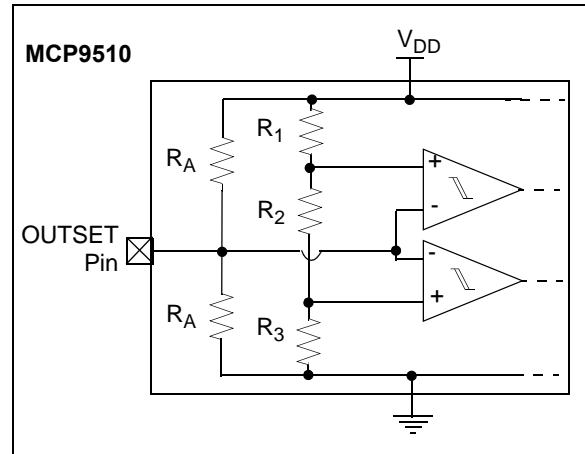 MCP9510
V_DD
R_1
R_A
+
-
R_2
OUTSET
Pin
-
+
R_A
R_3